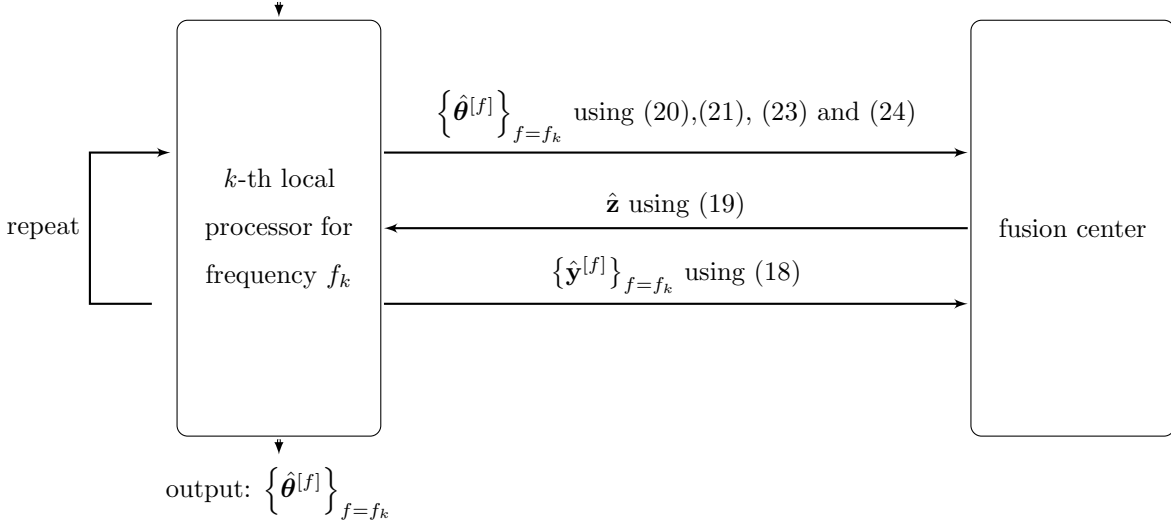 {θ̂^[f]}_{f=f_k} using (20),(21), (23) and (24)
k-th local
processor for
frequency f_k
repeat
ẑ using (19)
{ŷ^[f]}_{f=f_k} using (18)
fusion center
output: {θ̂^[f]}_{f=f_k}